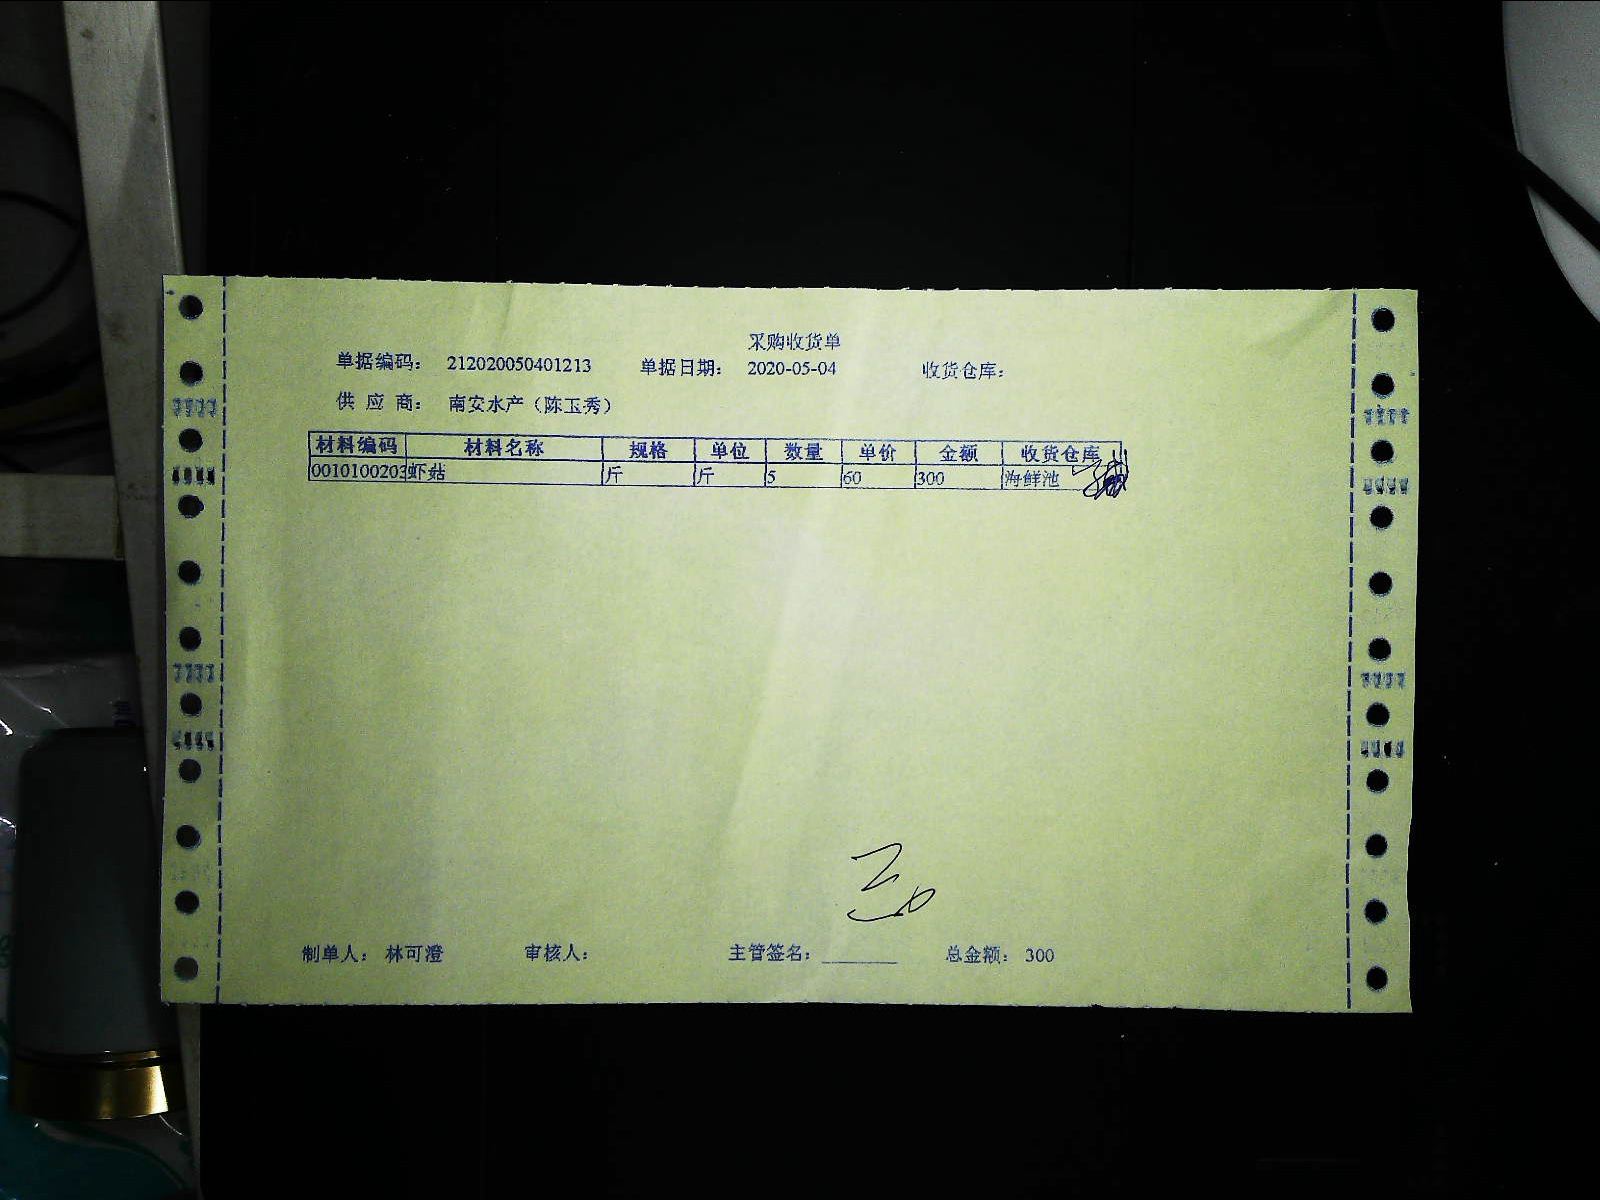 采购收货单
单据编码： 212020050401213 单据日期： 2020-05-04 收货仓库：
供 应 商： 南安水产（陈玉秀）
材料编码 材料名称 规格 单位 数量 单价 金额 收货仓库
0010100203 虾菇 斤 斤 5 60 300 海鲜池
制单人： 林可澄 审核人： 主管签名：________ 总金额： 300